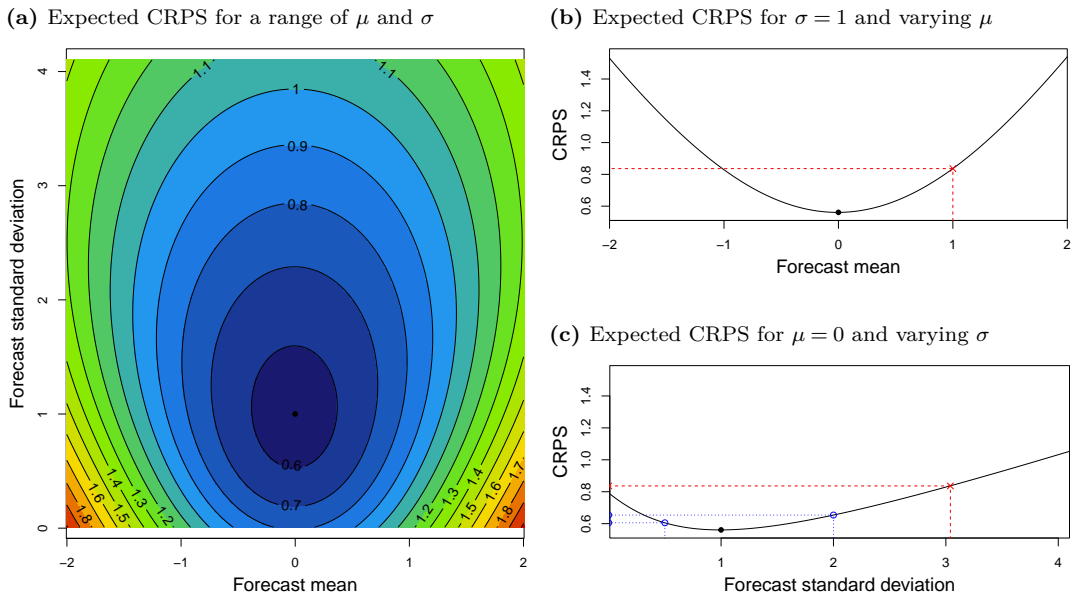 (a) Expected CRPS for a range of μ and σ
4
3
2
1
0
Forecast standard deviation
1.1
1.1
1
0.9
0.8
0.6
0.7
1.8
1.6
1.5
1.4
1.3
1.2
1.2
1.3
1.4
1.5
1.6
1.7
1.8
−2 −1 0 1 2
Forecast mean
(b) Expected CRPS for σ = 1 and varying μ
CRPS
1.4
1.2
1.0
0.8
0.6
−2 −1 0 1 2
Forecast mean
(c) Expected CRPS for μ = 0 and varying σ
CRPS
1.4
1.2
1.0
0.8
0.6
1 2 3 4
Forecast standard deviation